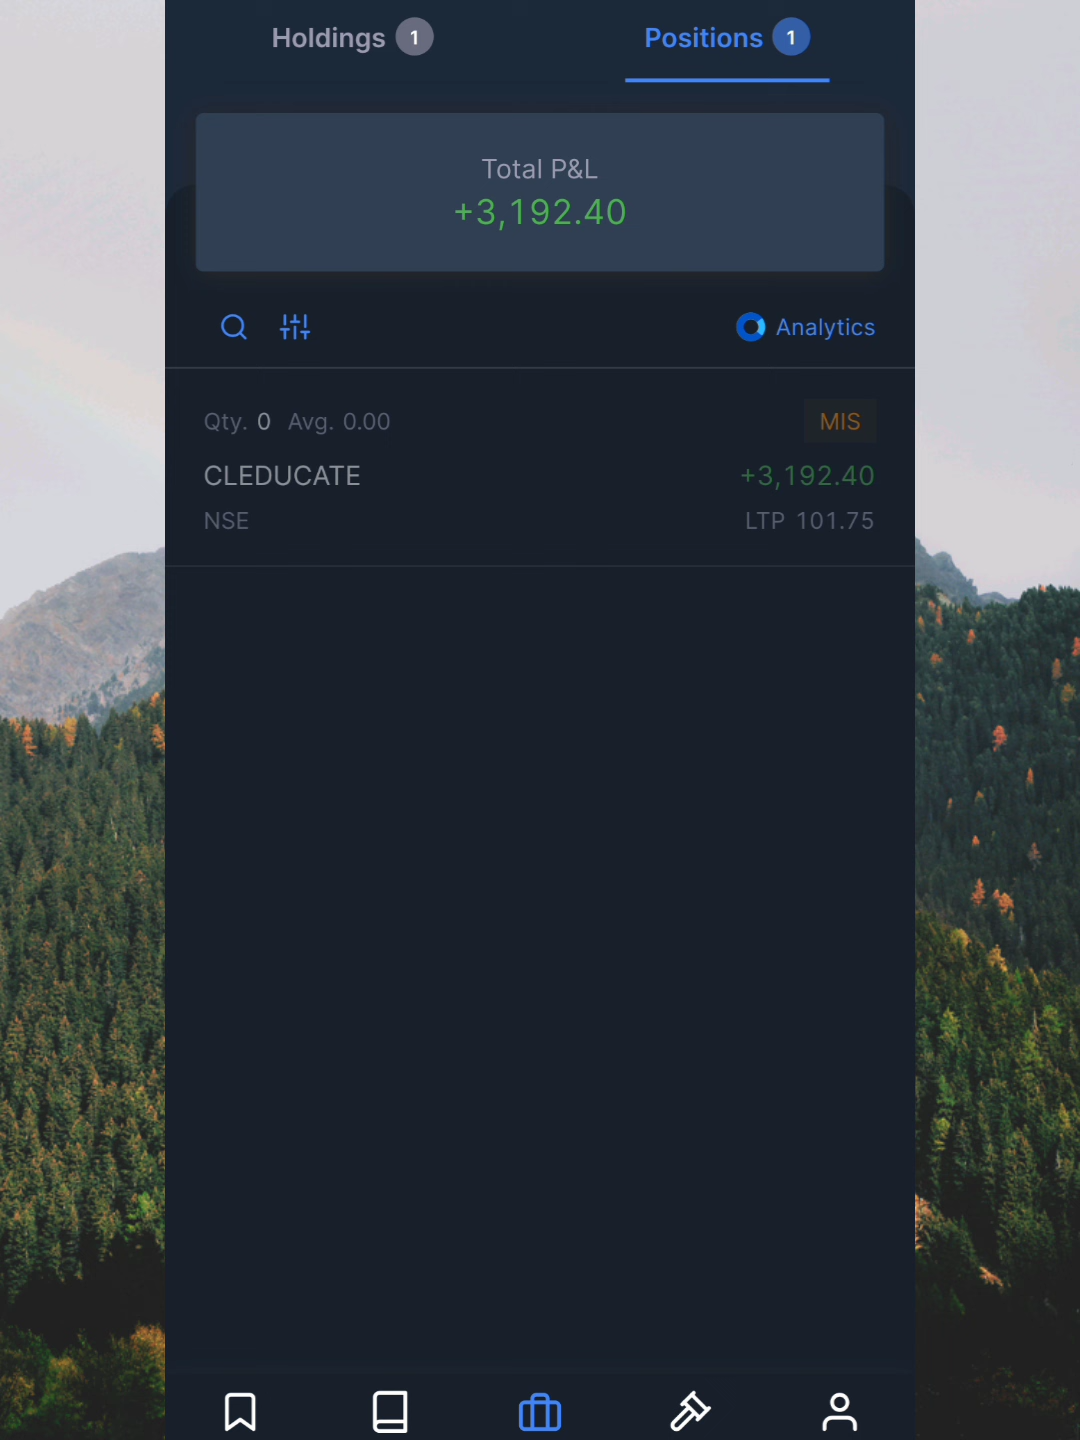 Holdings 1
Positions 1
Total P&L
+3,192.40
Analytics
Qty. 0 Avg. 0.00
MIS
CLEDUCATE
+3,192.40
NSE
LTP 101.75